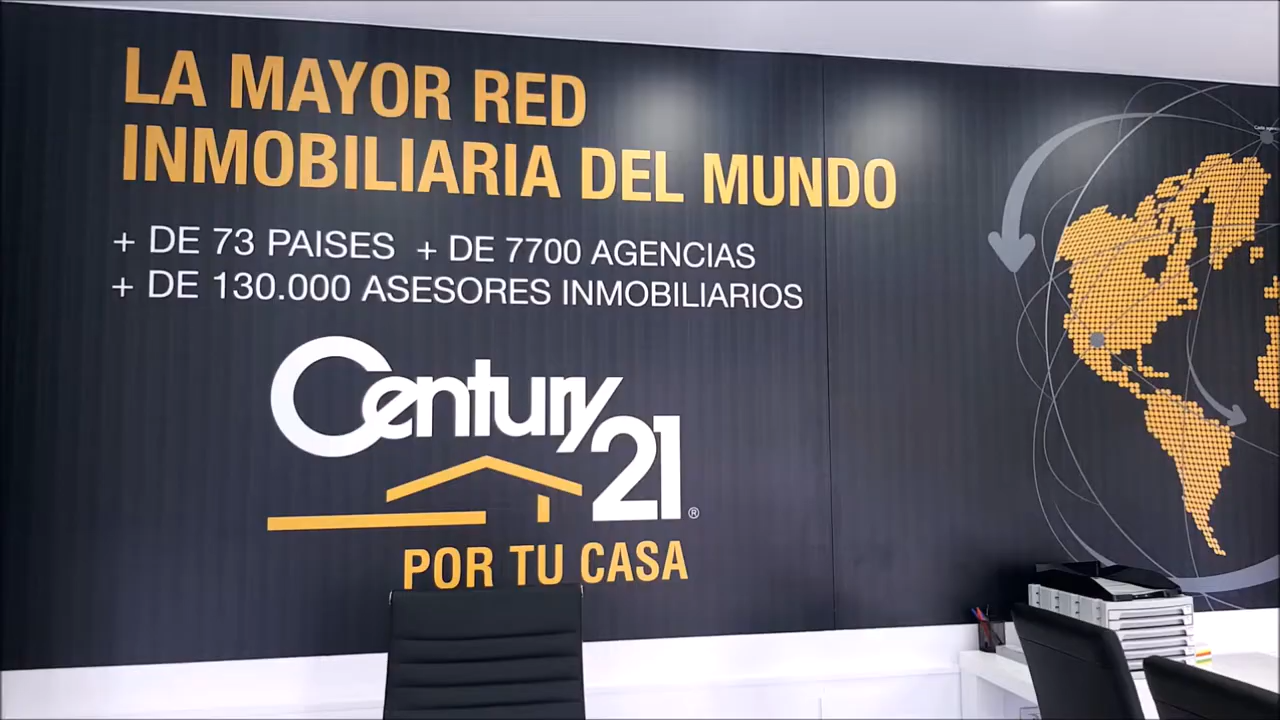 LA MAYOR RED
INMOBILIARIA DEL MUNDO
+ DE 73 PAISES + DE 7700 AGENCIAS
+ DE 130.000 ASESORES INMOBILIARIOS
Century
21®
POR TU CASA